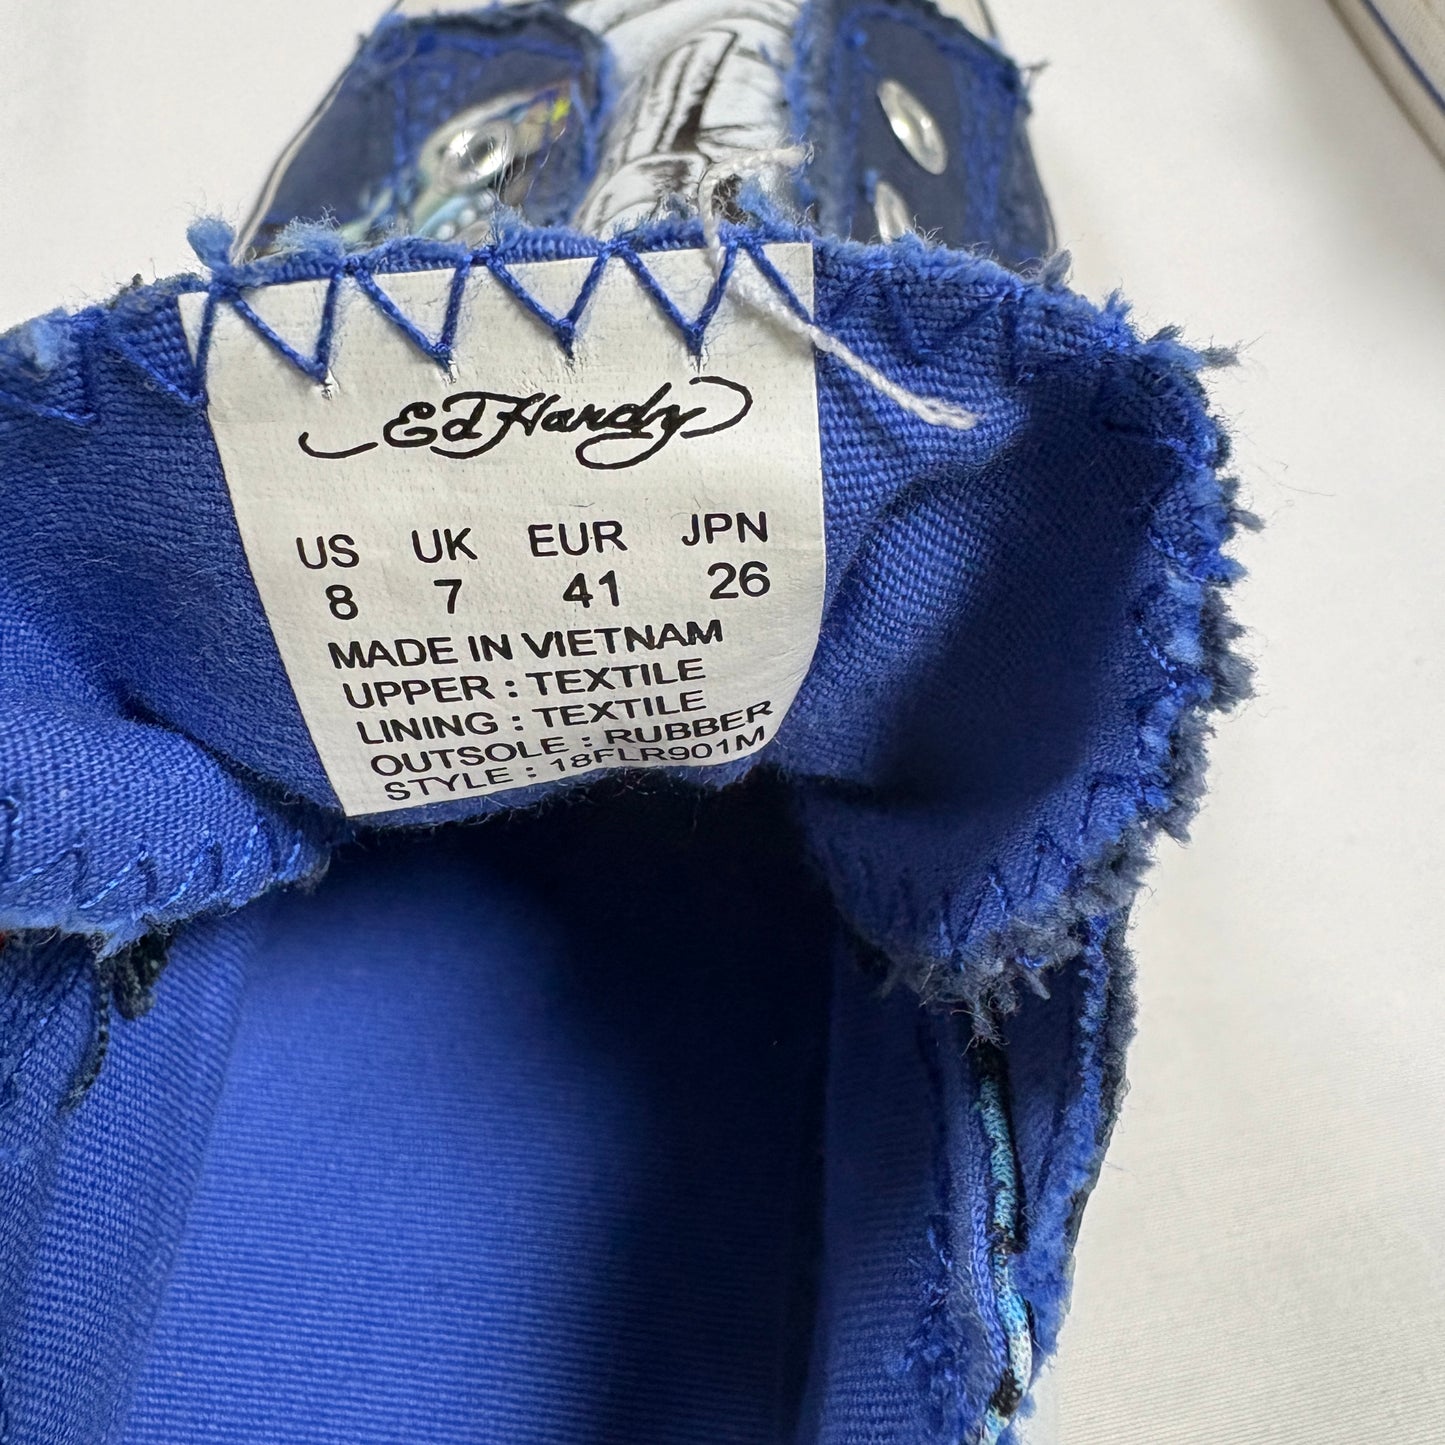 Ed Hardy
US UK EUR JPN
8 7 41 26
MADE IN VIETNAM
UPPER : TEXTILE
LINING : TEXTILE
OUTSOLE : RUBBER
STYLE : 18FLR901M